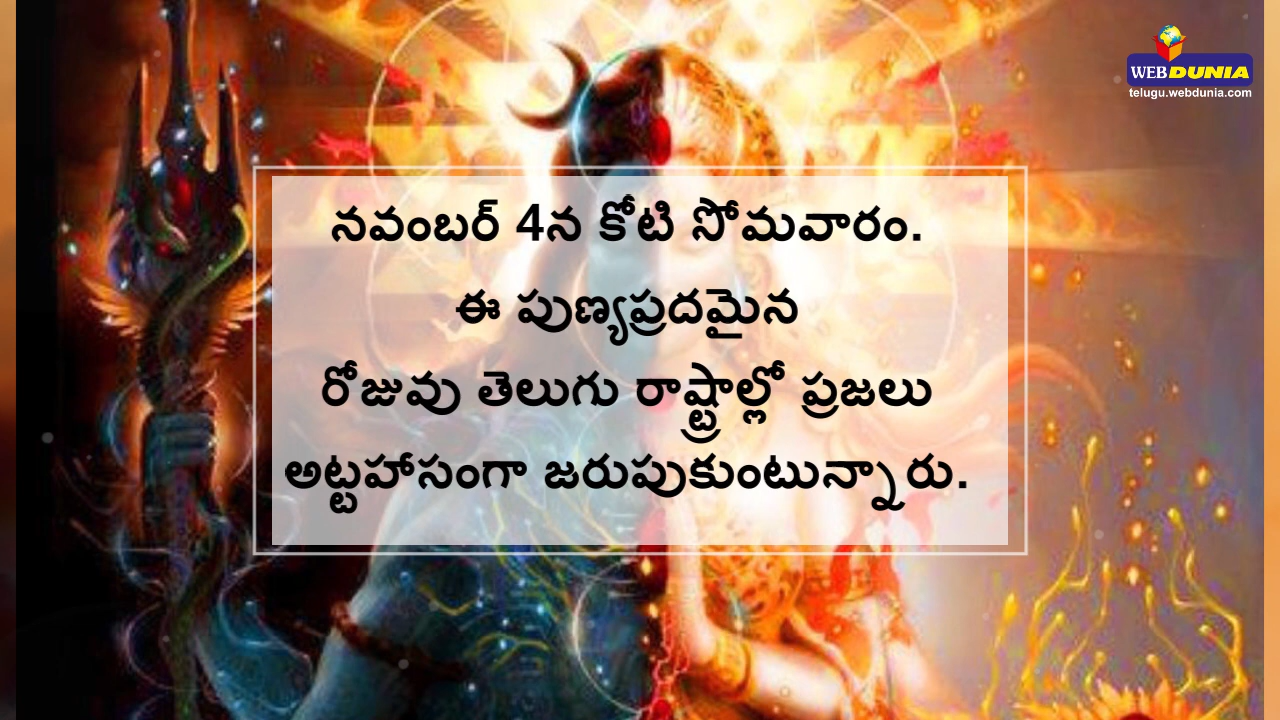 WEBDUNIA
telugu.webdunia.com
నవంబర్ 4న కోటి సోమవారం.
ఈ పుణ్యప్రదమైన
రోజువు తెలుగు రాష్ట్రాల్లో ప్రజలు
అట్టహాసంగా జరుపుకుంటున్నారు.